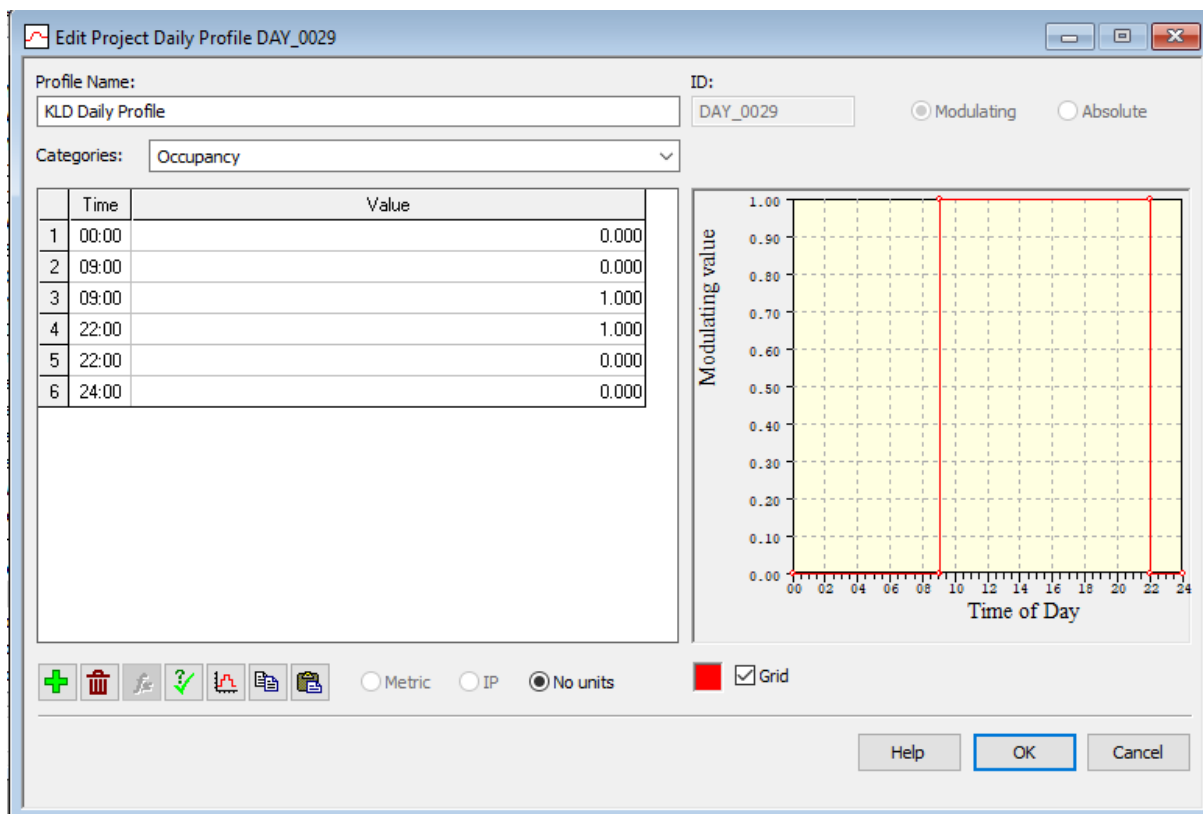 Edit Project Daily Profile DAY_0029
Profile Name:
ID:
KLD Daily Profile
DAY_0029
Modulating
Absolute
Categories:
Occupancy
Time Value
1 00:00 0.000
2 09:00 0.000
3 09:00 1.000
4 22:00 1.000
5 22:00 0.000
6 24:00 0.000
Modulating value
1.00
0.90
0.80
0.70
0.60
0.50
0.40
0.30
0.20
0.10
0.00
00 02 04 06 08 10 12 14 16 18 20 22 24
Time of Day
Metric
IP
No units
Grid
Help
OK
Cancel